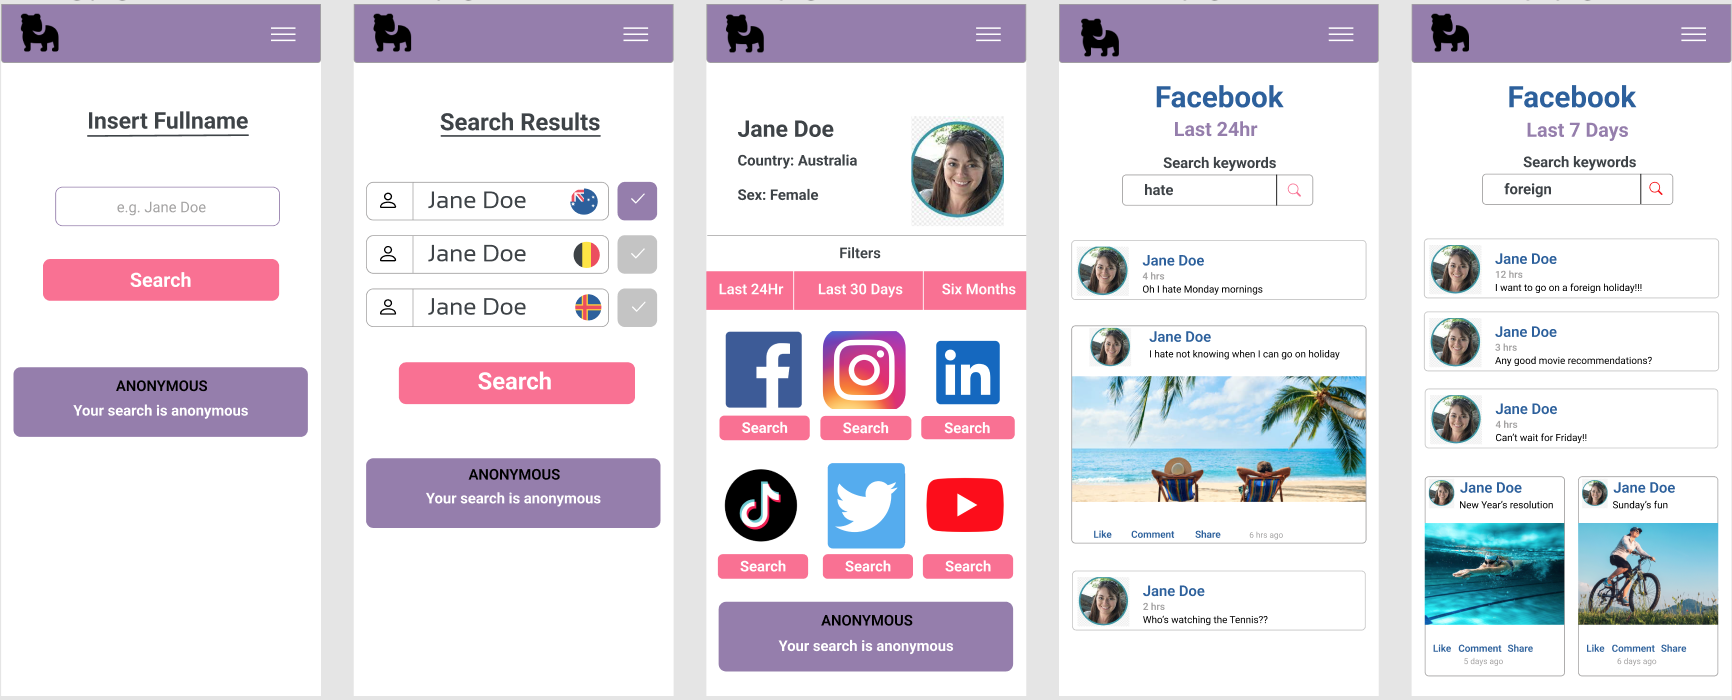 Insert Fullname
e.g. Jane Doe
Search
ANONYMOUS
Your search is anonymous
Search Results
Jane Doe
Jane Doe
Jane Doe
Search
ANONYMOUS
Your search is anonymous
Jane Doe
Country: Australia
Sex: Female
Filters
Last 24Hr Last 30 Days Six Months
f in
Search Search Search
Search Search Search
ANONYMOUS
Your search is anonymous
Facebook
Last 24hr
Search keywords
hate
Jane Doe
4 hrs
Oh I hate Monday mornings
Jane Doe
I hate not knowing when I can go on holiday
Like Comment Share 6 hrs ago
Jane Doe
2 hrs
Who's watching the Tennis??
Facebook
Last 7 Days
Search keywords
foreign
Jane Doe
12 hrs
I want to go on a foreign holiday!!!
Jane Doe
3 hrs
Any good movie recommendations?
Jane Doe
4 hrs
Can't wait for Friday!!
Jane Doe
New Year's resolution
Like Comment Share
5 days ago
Jane Doe
Sunday's fun
Like Comment Share
6 days ago